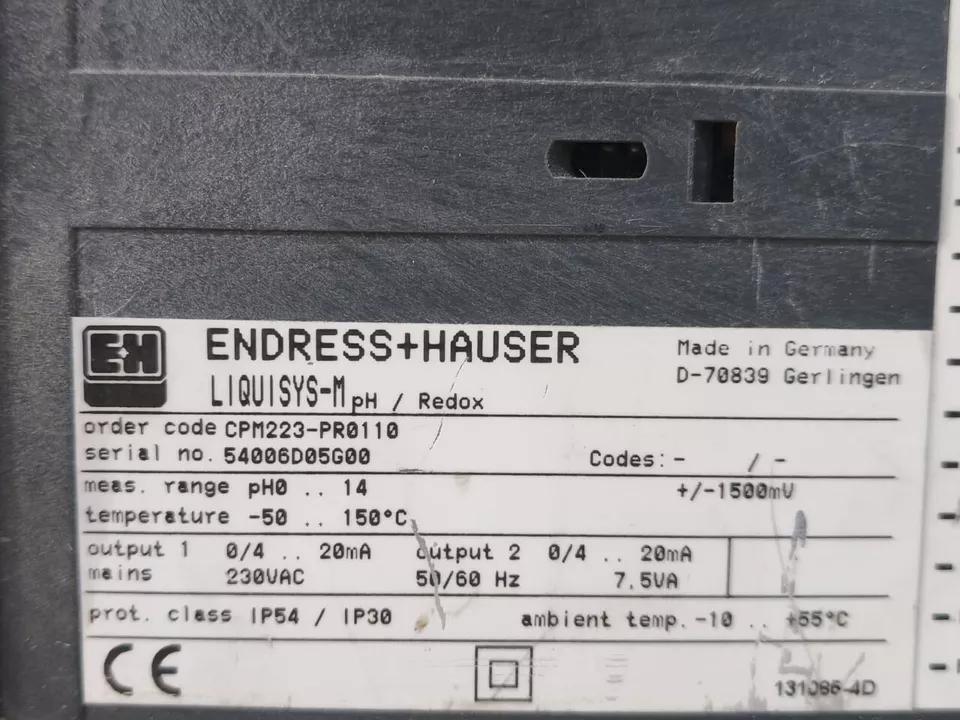 EH
ENDRESS+HAUSER
Made in Germany
LIQUISYS-M pH / Redox
D-70839 Gerlingen
order code CPM223-PR0110
serial no. 54006D05G00 Codes: - / -
meas. range pH0 .. 14 +/-1500mV
temperature -50 .. 150°C
output 1 0/4 .. 20mA output 2 0/4 .. 20mA
mains 230VAC 50/60 Hz 7.5VA
prot. class IP54 / IP30 ambient temp. -10 .. +55°C
CE
131086-4D